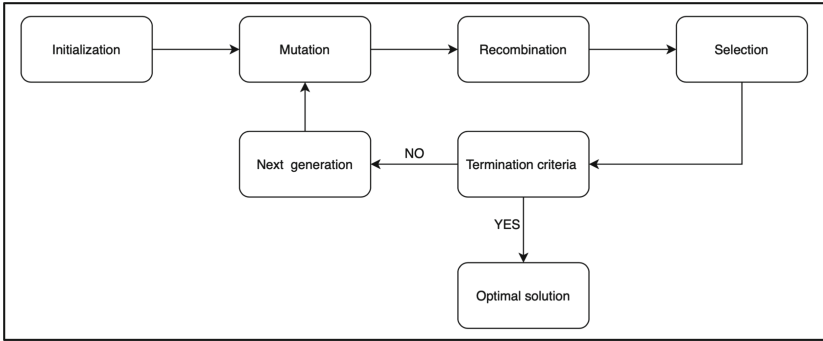 Initialization
Mutation
Recombination
Selection
Next generation
NO
Termination criteria
YES
Optimal solution